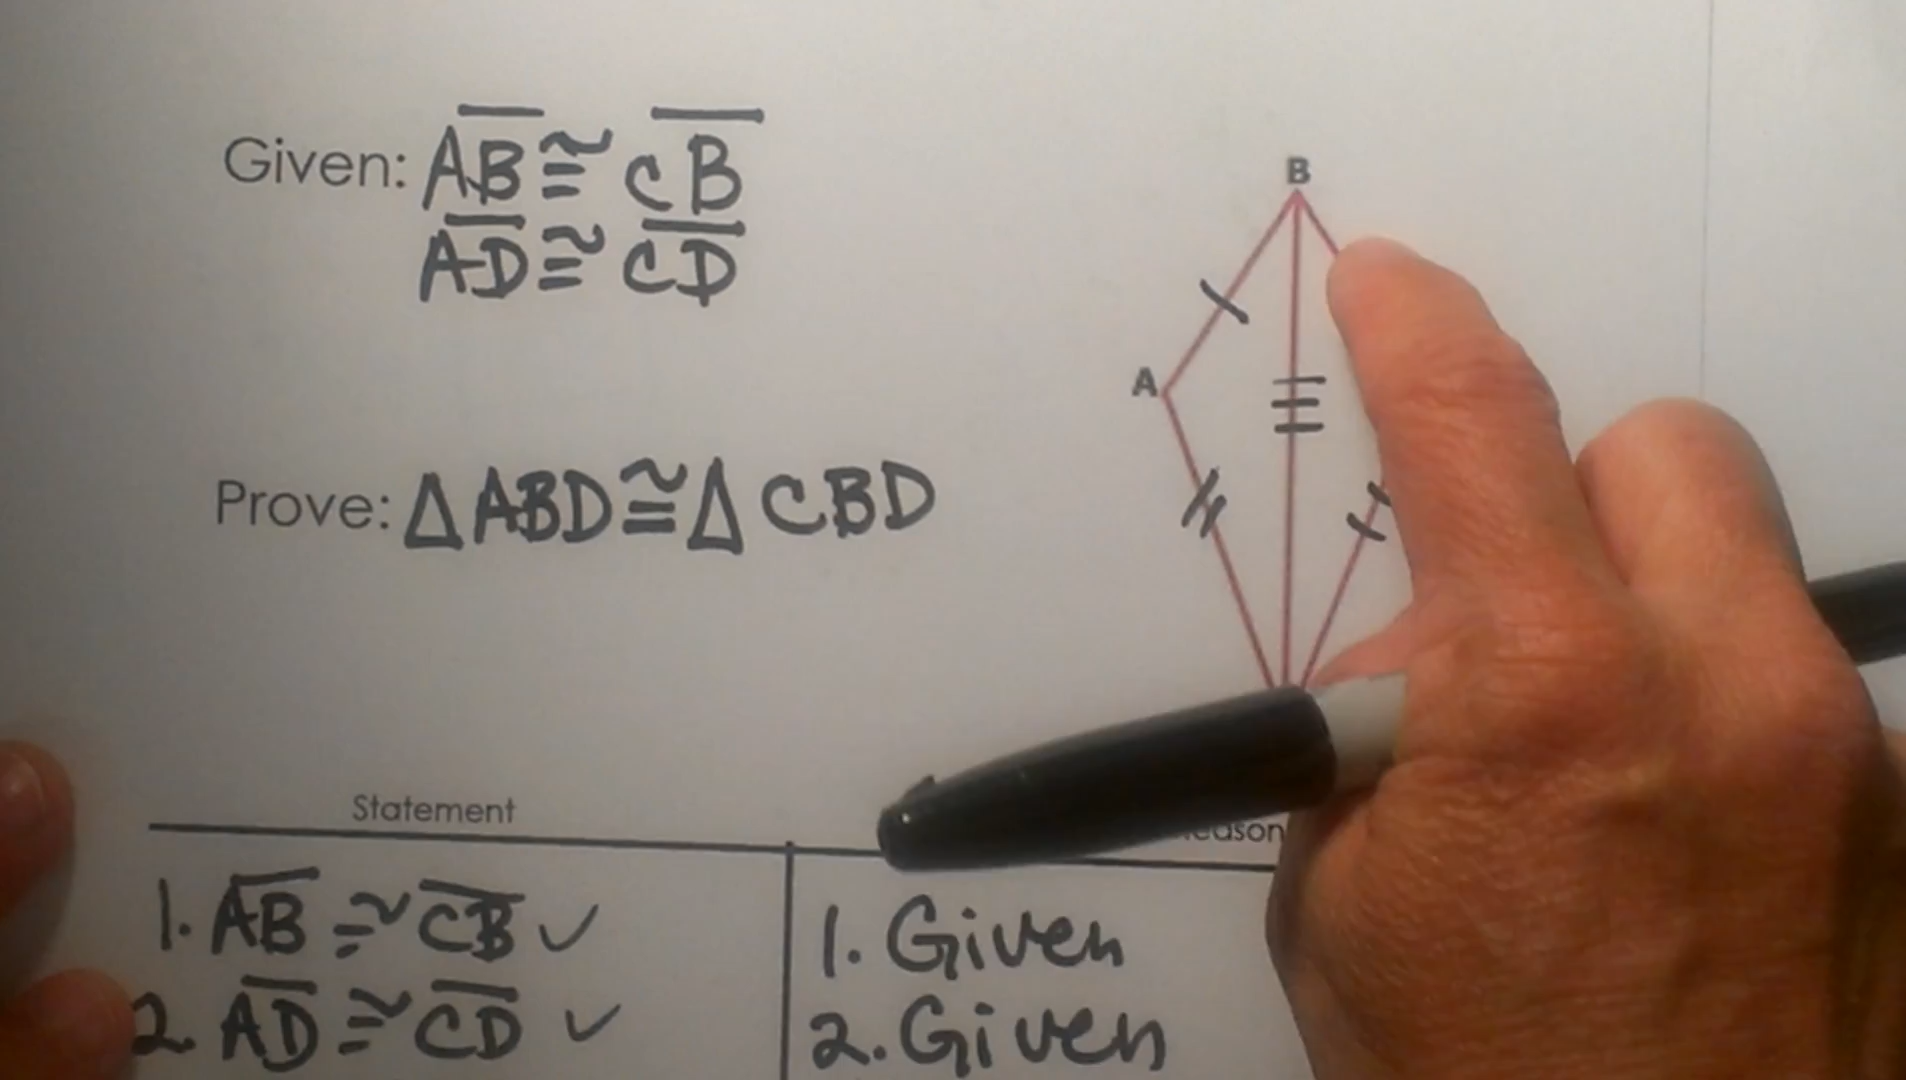 Given: AB ≅ CB
AD ≅ CD
B
A
Prove: Δ ABD ≅ Δ CBD
Statement
1. AB ≅ CB ✓
1. Given
2. AD ≅ CD ✓
2. Given